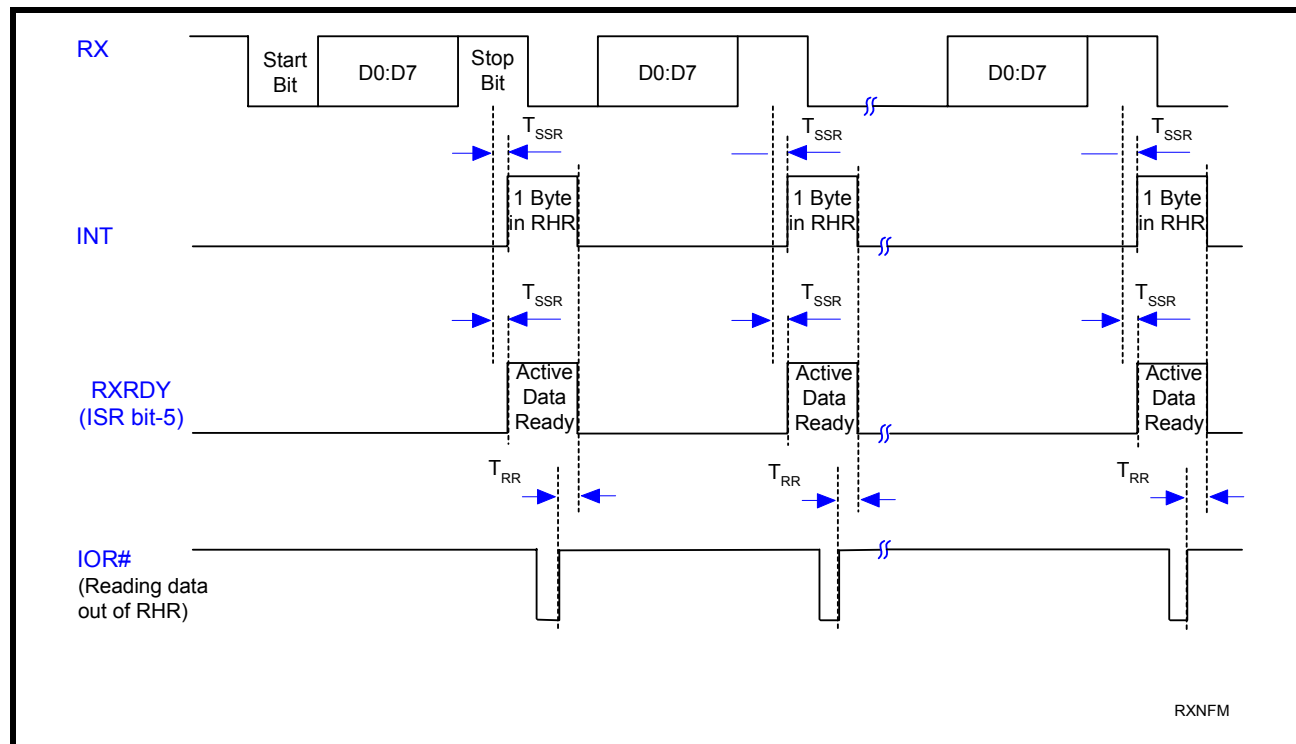 RX
Start
Bit
D0:D7
Stop
Bit
D0:D7
D0:D7
TSSR
TSSR
TSSR
INT
1 Byte
in RHR
1 Byte
in RHR
1 Byte
in RHR
TSSR
TSSR
TSSR
RXRDY
(ISR bit-5)
Active
Data
Ready
Active
Data
Ready
Active
Data
Ready
TRR
TRR
TRR
IOR#
(Reading data
out of RHR)
RXNFM